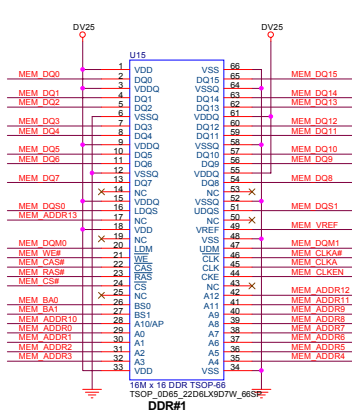 DV25 DV25
U15
1 VDD VSS 66
MEM_DQ0 2 DQ0 DQ15 65 MEM_DQ15
3 VDDQ VSSQ 64
MEM_DQ1 4 DQ1 DQ14 63 MEM_DQ14
MEM_DQ2 5 DQ2 DQ13 62 MEM_DQ13
6 VSSQ VDDQ 61
MEM_DQ3 7 DQ3 DQ12 60 MEM_DQ12
MEM_DQ4 8 DQ4 DQ11 59 MEM_DQ11
9 VDDQ VSSQ 58
MEM_DQ5 10 DQ5 DQ10 57 MEM_DQ10
MEM_DQ6 11 DQ6 DQ9 56 MEM_DQ9
12 VSSQ VDDQ 55
MEM_DQ7 13 DQ7 DQ8 54 MEM_DQ8
14 NC NC 53
15 VDDQ VSSQ 52
MEM_DQS0 16 LDQS UDQS 51 MEM_DQS1
MEM_ADDR13 17 NC NC 50
18 VDD VREF 49 MEM_VREF
19 NC VSS 48
MEM_DQM0 20 LDM UDM 47 MEM_DQM1
MEM_WE# 21 WE CLK 46 MEM_CLKA#
MEM_CAS# 22 CAS CLK 45 MEM_CLKA
MEM_RAS# 23 RAS CKE 44 MEM_CLKEN
MEM_CS# 24 CS NC 43
25 NC A12 42 MEM_ADDR12
MEM_BA0 26 BS0 A11 41 MEM_ADDR11
MEM_BA1 27 BS1 A9 40 MEM_ADDR9
MEM_ADDR10 28 A10/AP A8 39 MEM_ADDR8
MEM_ADDR0 29 A0 A7 38 MEM_ADDR7
MEM_ADDR1 30 A1 A6 37 MEM_ADDR6
MEM_ADDR2 31 A2 A5 36 MEM_ADDR5
MEM_ADDR3 32 A3 A4 35 MEM_ADDR4
33 VDD VSS 34
16M x 16 DDR TSOP-66
TSOP_0D65_22D6LX9D7W_66SP
DDR#1